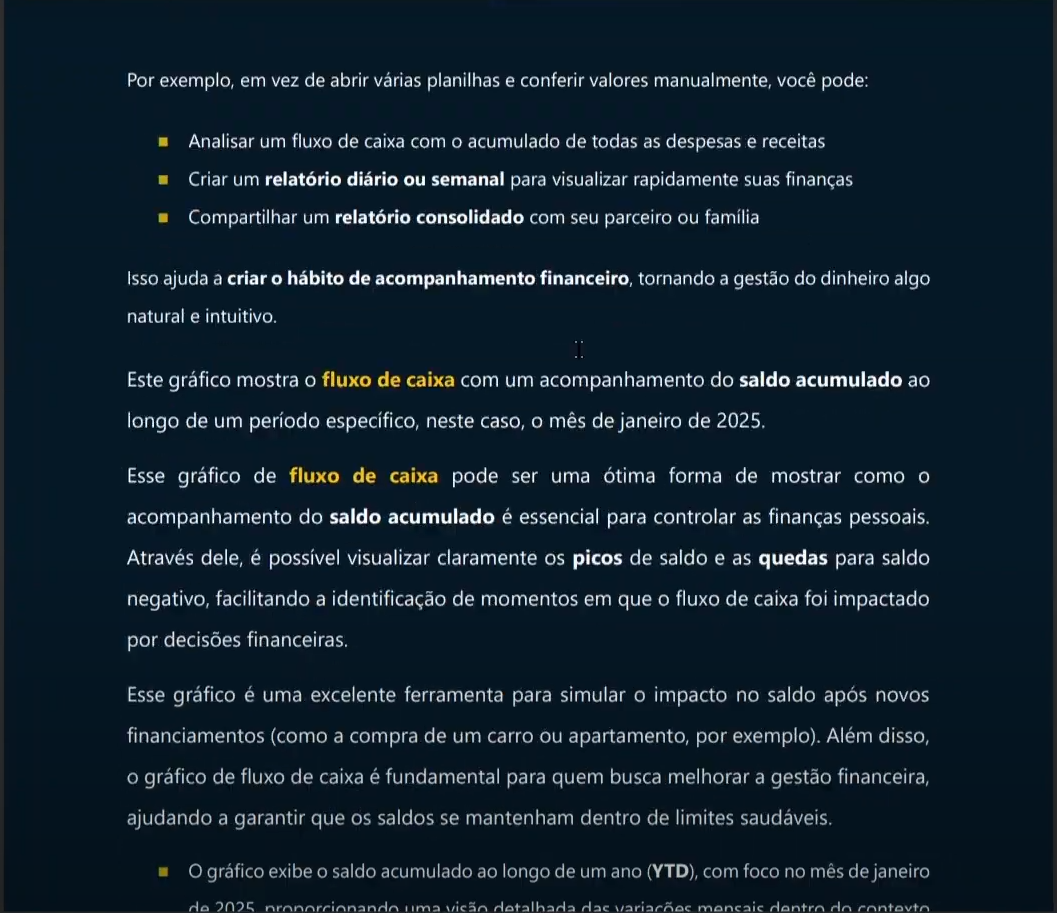 Por exemplo, em vez de abrir várias planilhas e conferir valores manualmente, você pode:
Analisar um fluxo de caixa com o acumulado de todas as despesas e receitas
Criar um relatório diário ou semanal para visualizar rapidamente suas finanças
Compartilhar um relatório consolidado com seu parceiro ou família
Isso ajuda a criar o hábito de acompanhamento financeiro, tornando a gestão do dinheiro algo
natural e intuitivo.
Este gráfico mostra o fluxo de caixa com um acompanhamento do saldo acumulado ao
longo de um período específico, neste caso, o mês de janeiro de 2025.
Esse gráfico de fluxo de caixa pode ser uma ótima forma de mostrar como o
acompanhamento do saldo acumulado é essencial para controlar as finanças pessoais.
Através dele, é possível visualizar claramente os picos de saldo e as quedas para saldo
negativo, facilitando a identificação de momentos em que o fluxo de caixa foi impactado
por decisões financeiras.
Esse gráfico é uma excelente ferramenta para simular o impacto no saldo após novos
financiamentos (como a compra de um carro ou apartamento, por exemplo). Além disso,
o gráfico de fluxo de caixa é fundamental para quem busca melhorar a gestão financeira,
ajudando a garantir que os saldos se mantenham dentro de limites saudáveis.
O gráfico exibe o saldo acumulado ao longo de um ano (YTD), com foco no mês de janeiro
de 2025, proporcionando uma visão detalhada das variações mensais dentro do contexto